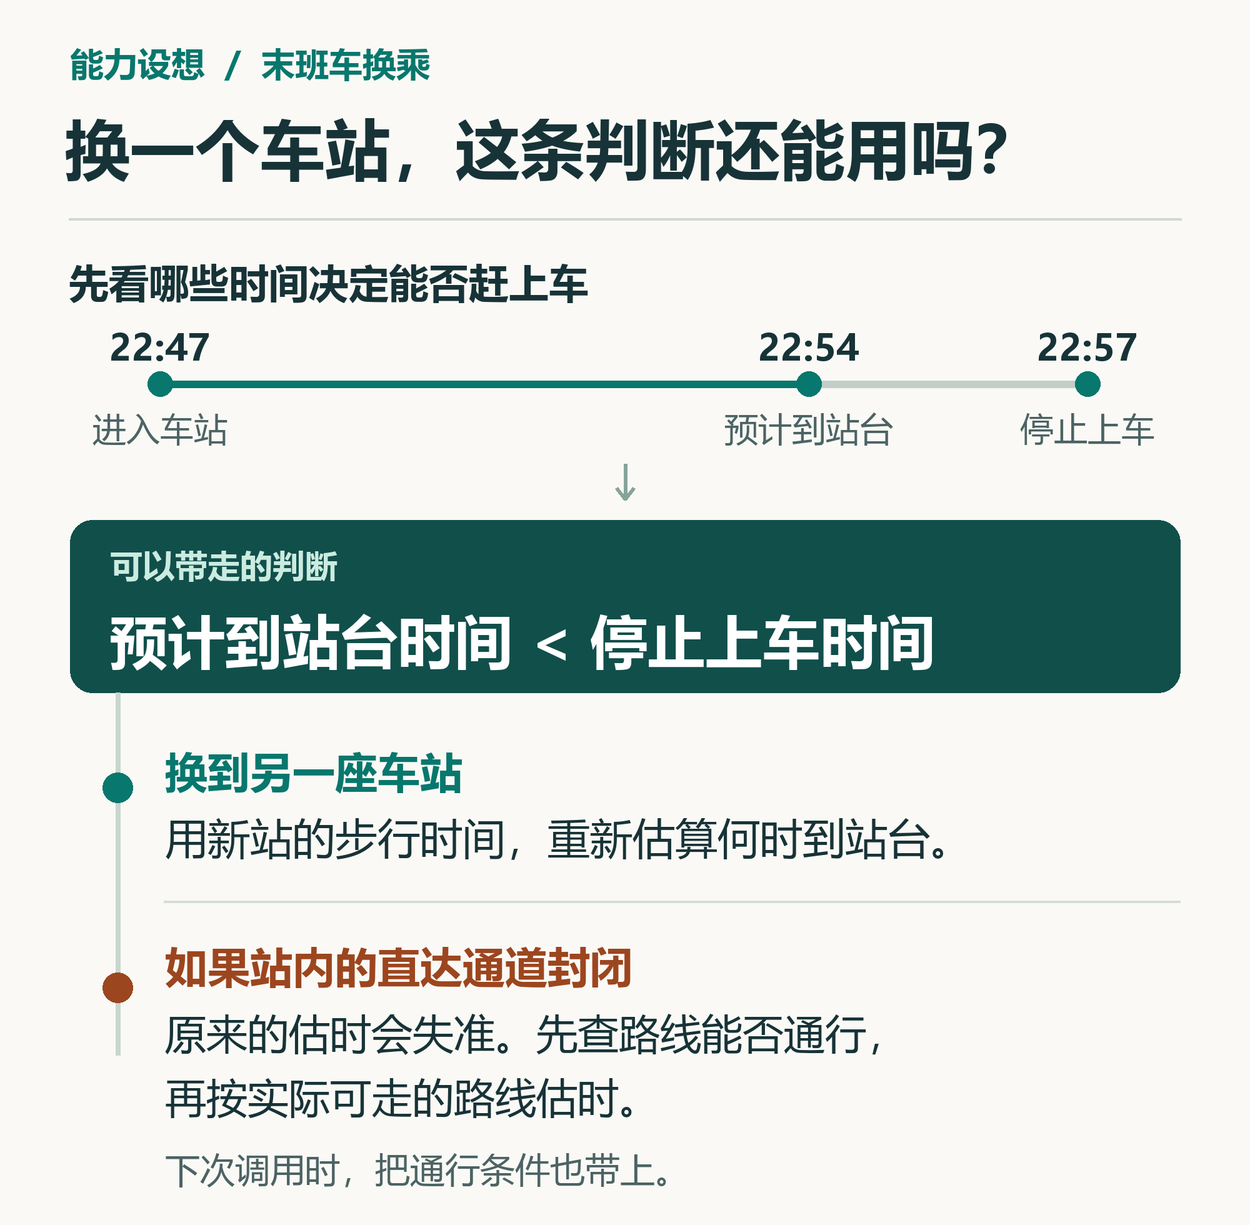 能力设想 / 末班车换乘
换一个车站，这条判断还能用吗？
先看哪些时间决定能否赶上车
22:47 22:54 22:57
进入车站 预计到站台 停止上车
↓
可以带走的判断
预计到站台时间 < 停止上车时间
换到另一座车站
用新站的步行时间，重新估算何时到站台。
如果站内的直达通道封闭
原来的估时会失准。先查路线能否通行，
再按实际可走的路线估时。
下次调用时，把通行条件也带上。